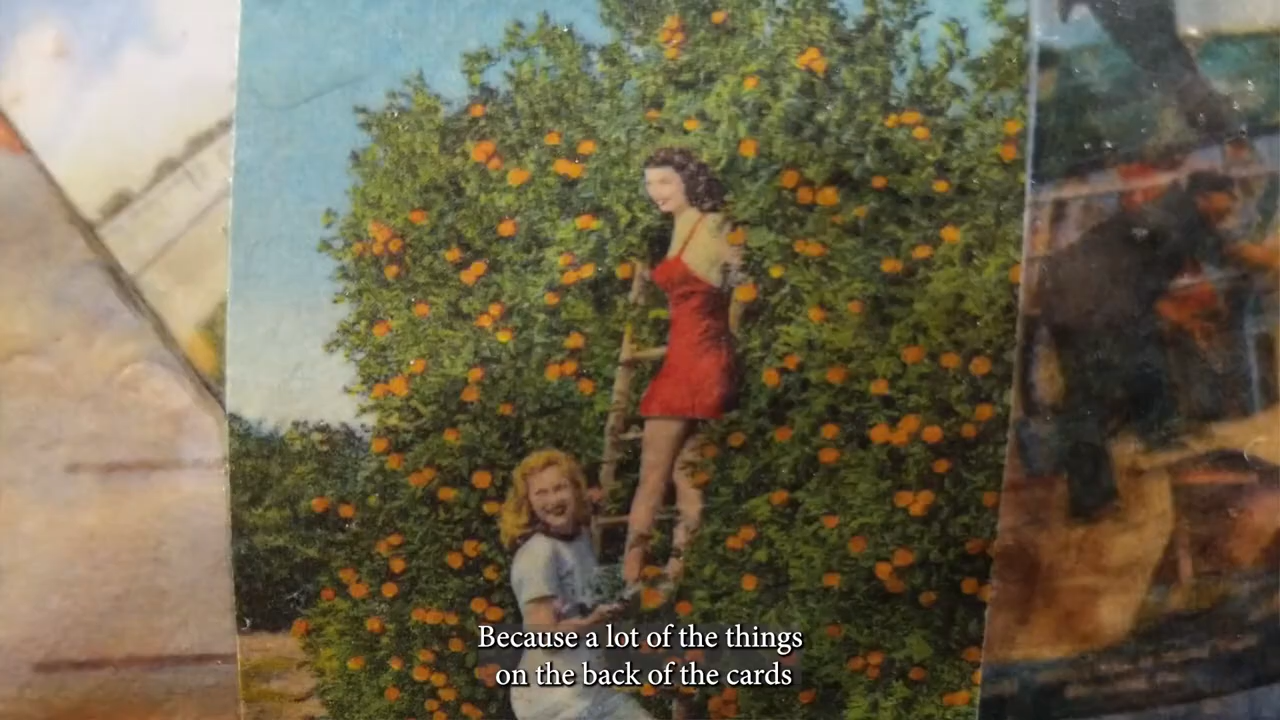 Because a lot of the things
on the back of the cards